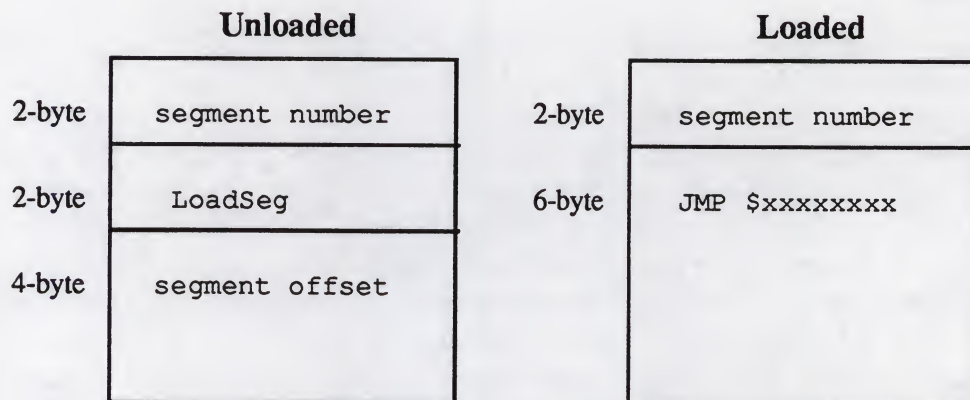 Unloaded
2-byte segment number
2-byte LoadSeg
4-byte segment offset
Loaded
2-byte segment number
6-byte JMP $xxxxxxxx